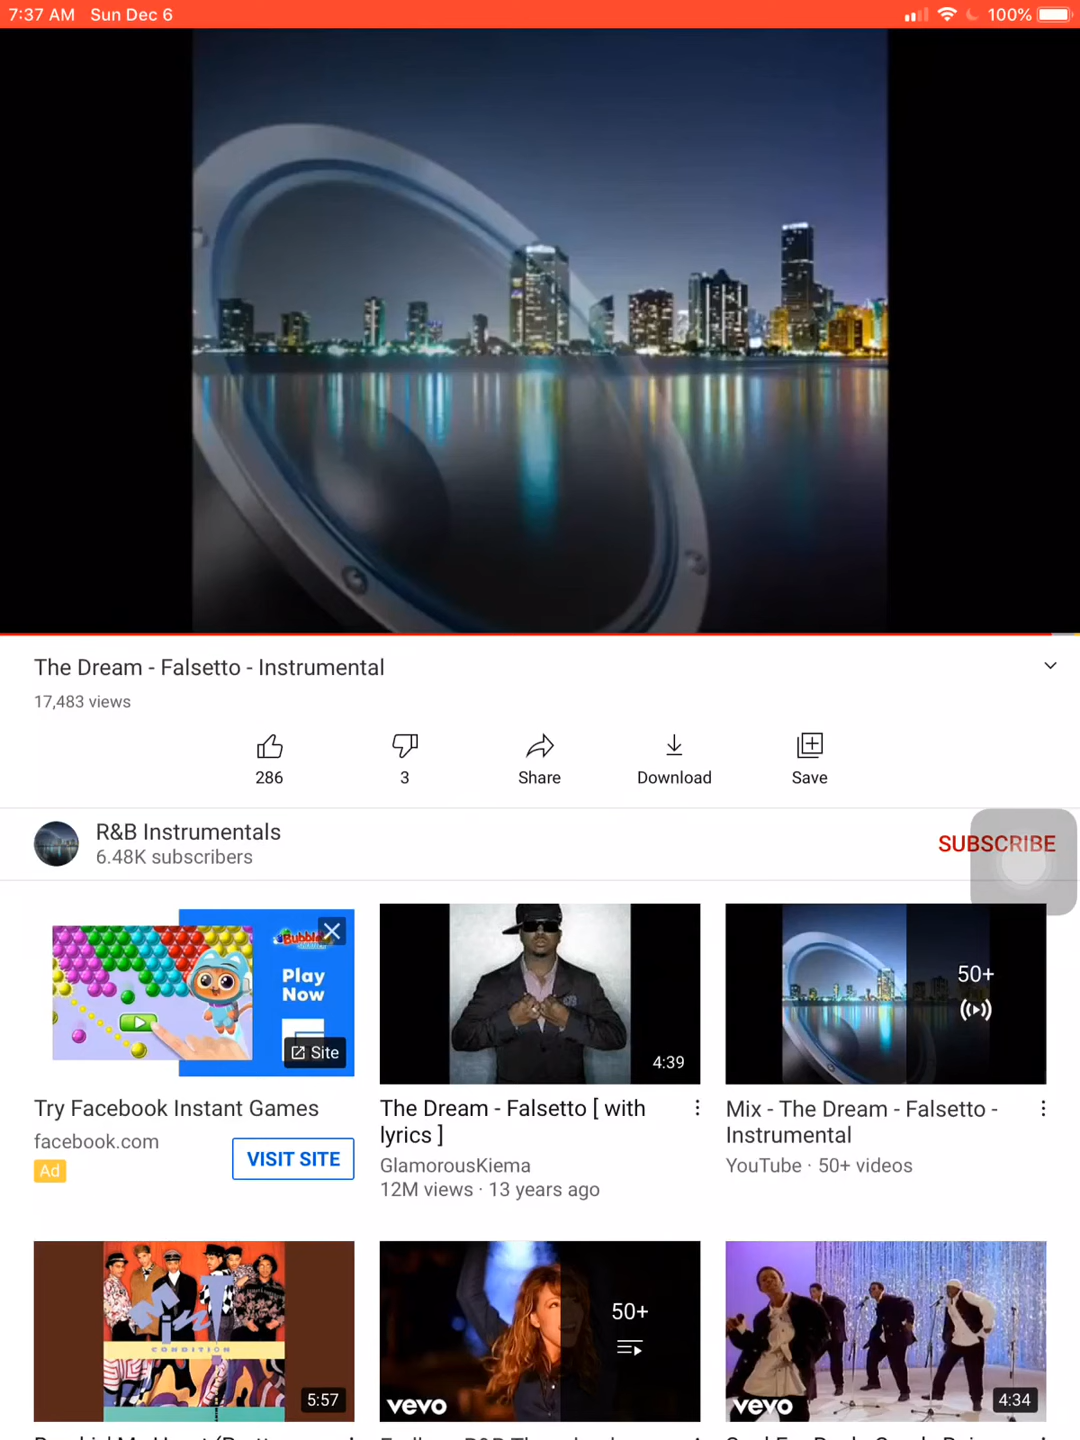 7:37 AM Sun Dec 6
100%
The Dream - Falsetto - Instrumental
17,483 views
286
3
Share
Download
Save
R&B Instrumentals
6.48K subscribers
SUBSCRIBE
Bubble
Play
Now
Site
4:39
50+
Try Facebook Instant Games
facebook.com
Ad
VISIT SITE
The Dream - Falsetto [ with
lyrics ]
GlamorousKiema
12M views · 13 years ago
Mix - The Dream - Falsetto -
Instrumental
YouTube · 50+ videos
MINT
CONDITION
5:57
50+
vevo
vevo
4:34